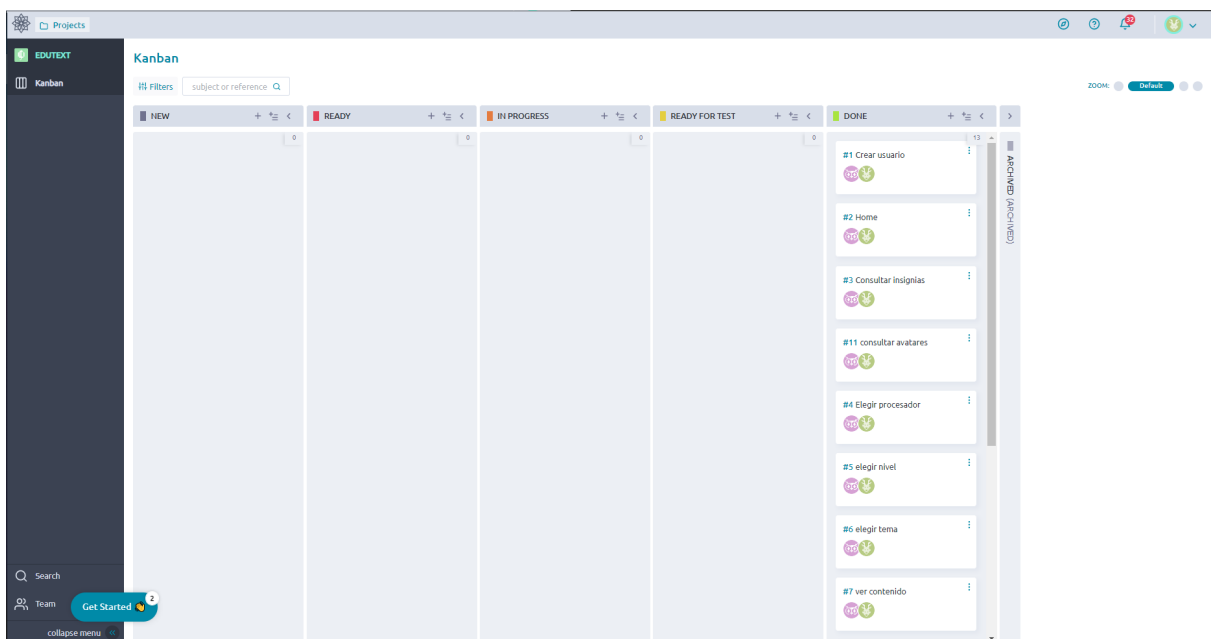 Projects
32
EDUTEXT
Kanban
Kanban
Filters
subject or reference
ZOOM:
Default
NEW
READY
IN PROGRESS
READY FOR TEST
DONE
0
0
0
0
13
ARCHIVED (ARCHIVED)
#1 Crear usuario
#2 Home
#3 Consultar insignias
#11 consultar avatares
#4 Elegir procesador
#5 elegir nivel
#6 elegir tema
#7 ver contenido
Search
Team
Get Started
2
collapse menu